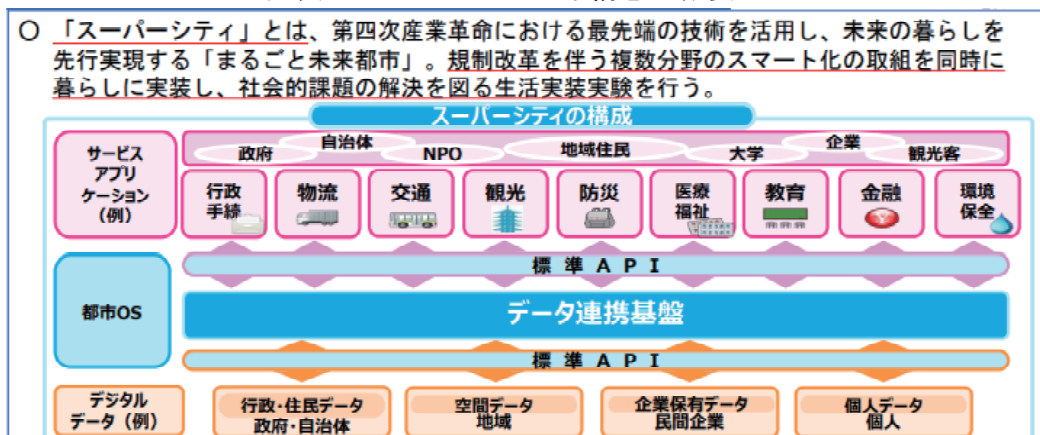 ○ 「スーパーシティ」とは、第四次産業革命における最先端の技術を活用し、未来の暮らしを
先行実現する「まるごと未来都市」。規制改革を伴う複数分野のスマート化の取組を同時に
暮らしに実装し、社会的課題の解決を図る生活実装実験を行う。
スーパーシティの構成
サービス
アプリ
ケーション
（例）
政府
自治体
NPO
地域住民
大学
企業
観光客
行政
手続
物流
交通
観光
防災
医療
福祉
教育
金融
環境
保全
都市OS
標準API
データ連携基盤
標準API
デジタル
データ（例）
行政・住民データ
政府・自治体
空間データ
地域
企業保有データ
民間企業
個人データ
個人